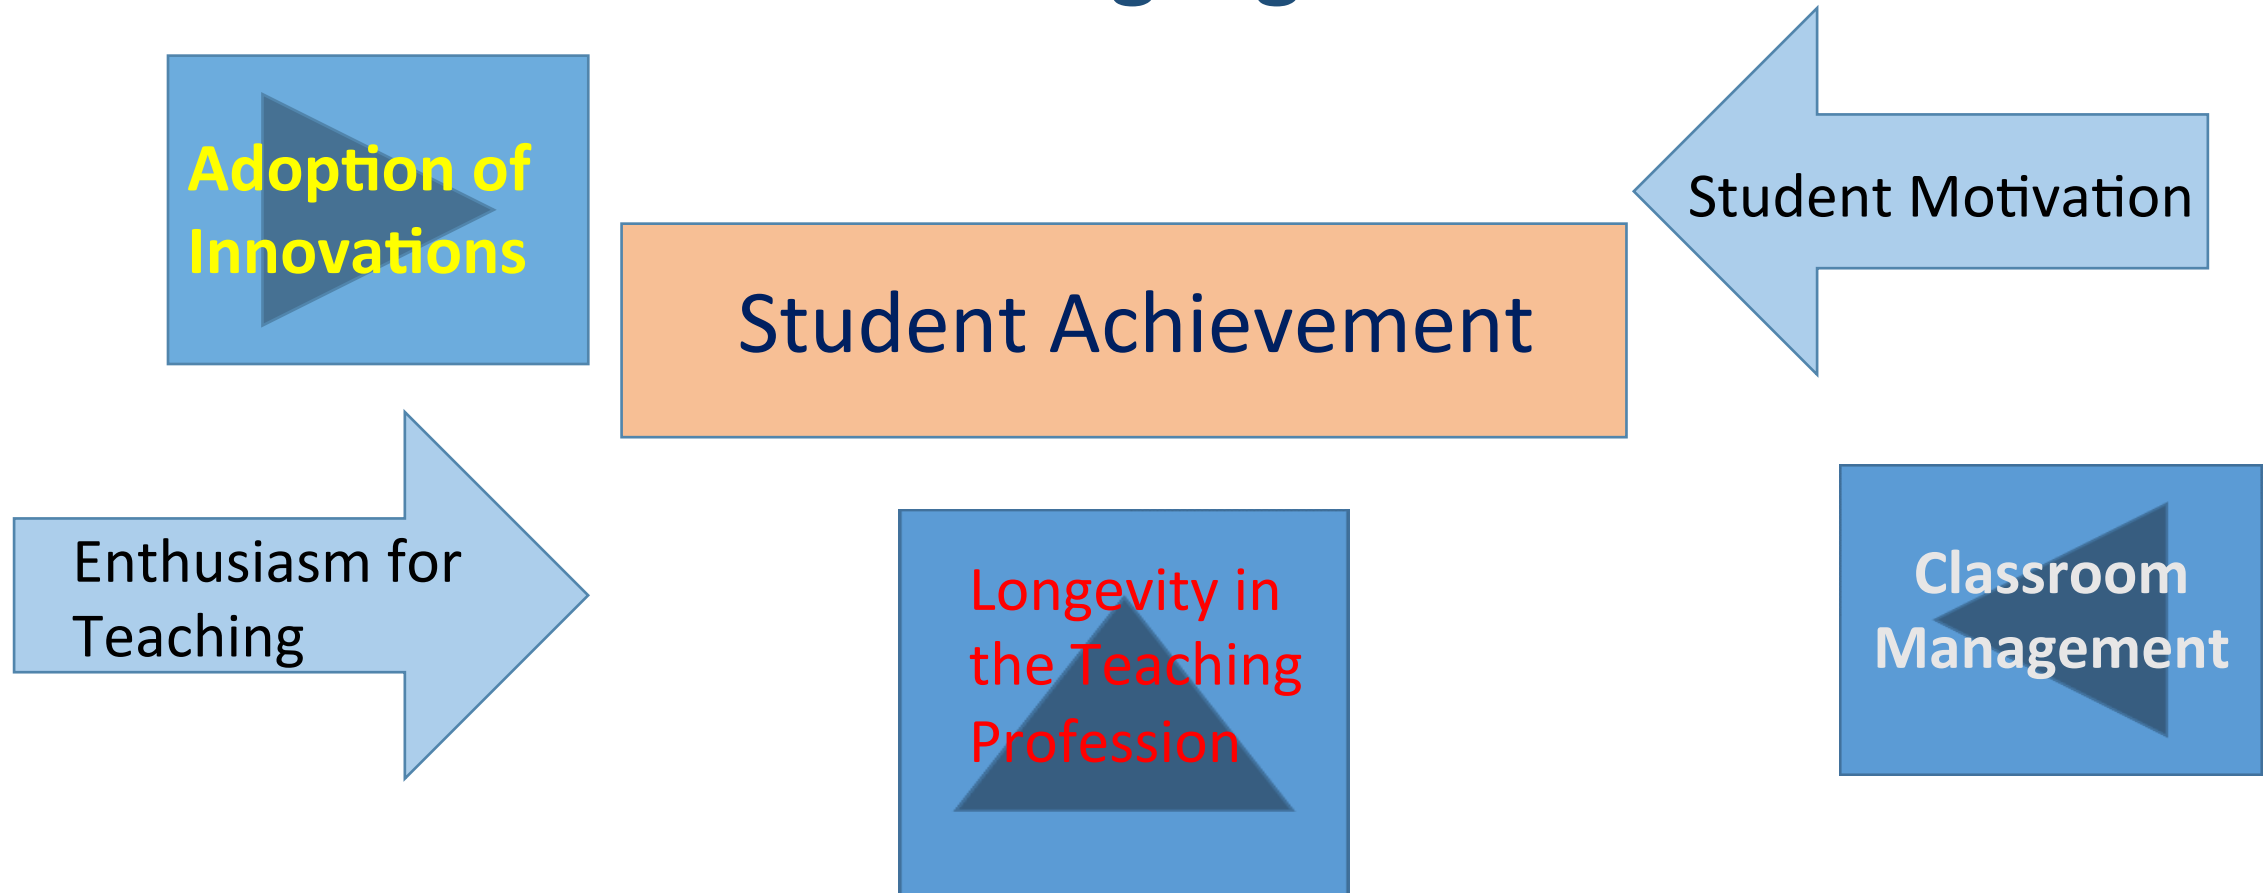 Adoption of
Innovations
Student Motivation
Student Achievement
Enthusiasm for
Teaching
Longevity in
the Teaching
Profession
Classroom
Management